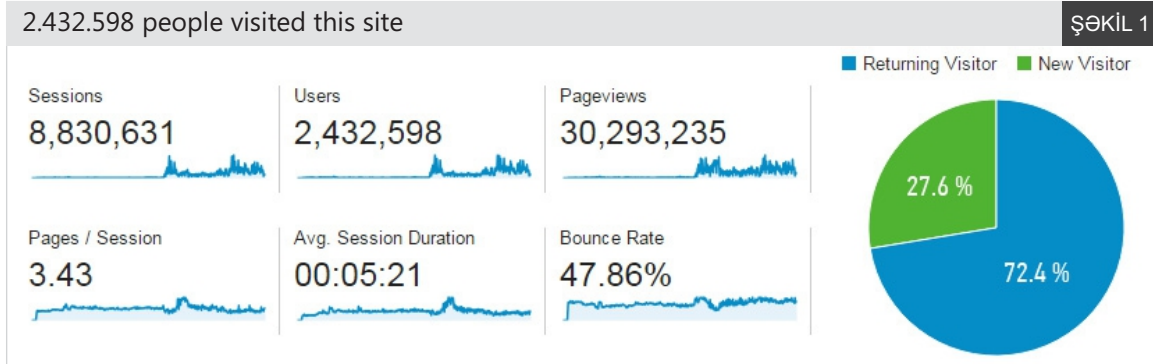 2.432.598 people visited this site
ŞƏKİL 1
Returning Visitor New Visitor
Sessions
8,830,631
Users
2,432,598
Pageviews
30,293,235
Pages / Session
3.43
Avg. Session Duration
00:05:21
Bounce Rate
47.86%
27.6 %
72.4 %